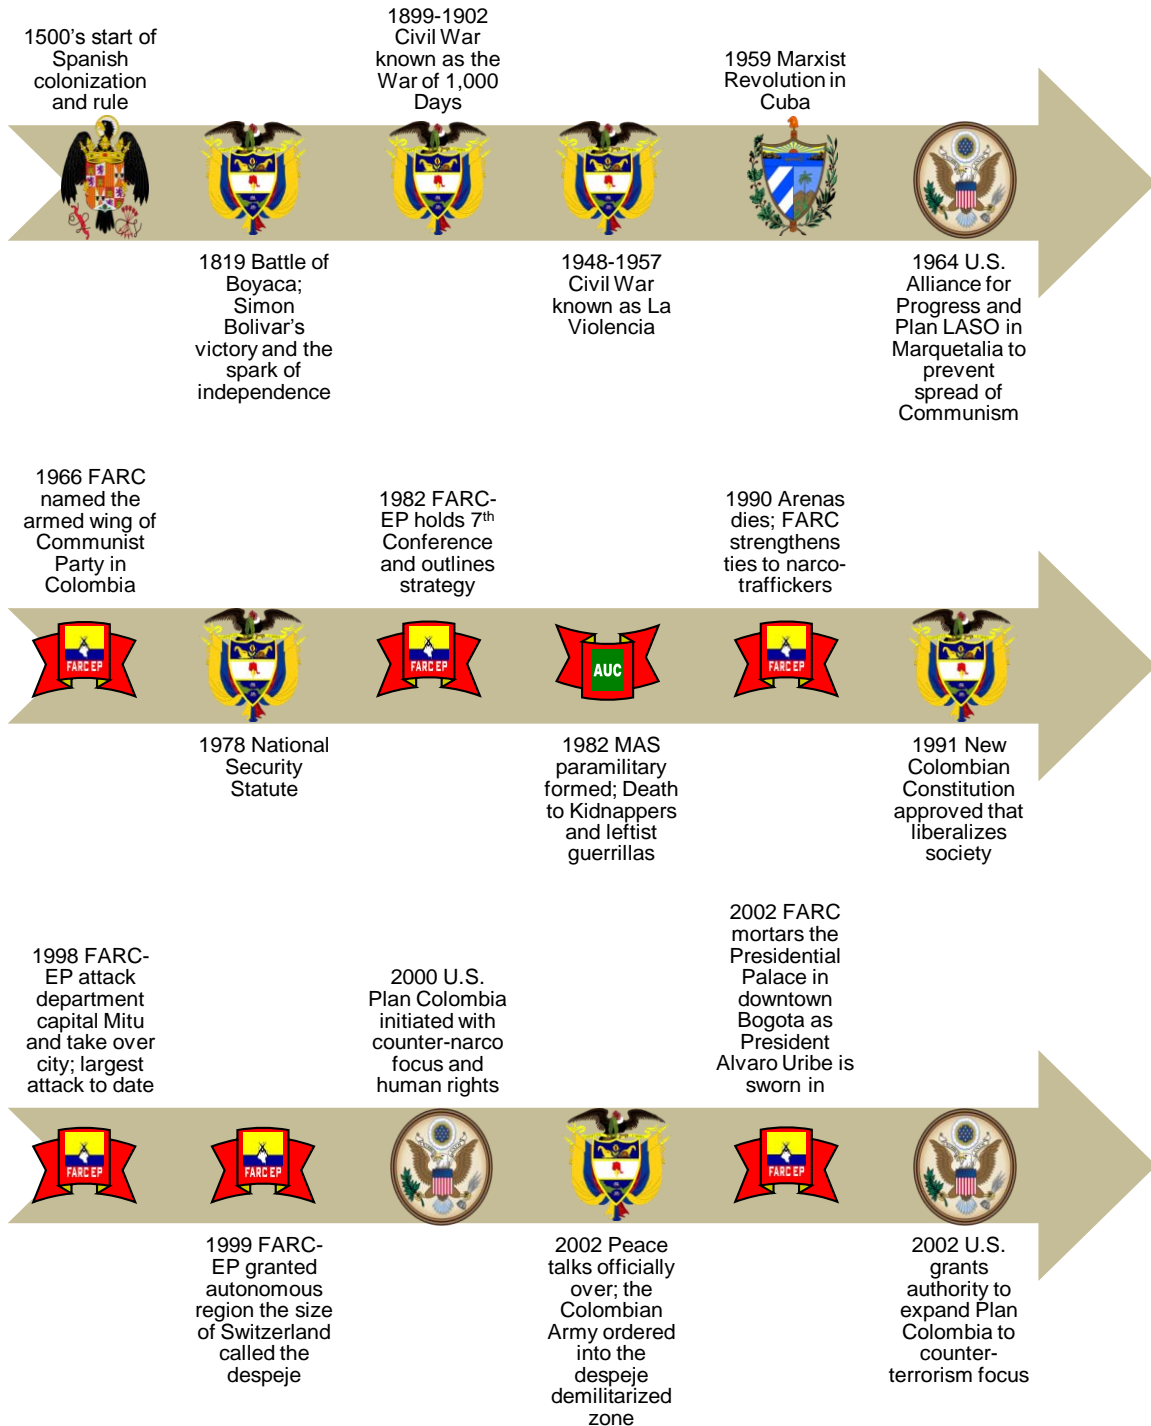 1500's start of
Spanish
colonization
and rule
1819 Battle of
Boyaca;
Simon
Bolivar's
victory and the
spark of
independence
1899-1902
Civil War
known as the
War of 1,000
Days
1948-1957
Civil War
known as La
Violencia
1959 Marxist
Revolution in
Cuba
1964 U.S.
Alliance for
Progress and
Plan LASO in
Marquetalia to
prevent
spread of
Communism
1966 FARC
named the
armed wing of
Communist
Party in
Colombia
FARC EP
1978 National
Security
Statute
1982 FARC-
EP holds 7th
Conference
and outlines
strategy
FARC EP
AUC
1982 MAS
paramilitary
formed; Death
to Kidnappers
and leftist
guerrillas
1990 Arenas
dies; FARC
strengthens
ties to narco-
traffickers
FARC EP
1991 New
Colombian
Constitution
approved that
liberalizes
society
1998 FARC-
EP attack
department
capital Mitu
and take over
city; largest
attack to date
FARC EP
FARC EP
1999 FARC-
EP granted
autonomous
region the size
of Switzerland
called the
despeje
2000 U.S.
Plan Colombia
initiated with
counter-narco
focus and
human rights
2002 Peace
talks officially
over; the
Colombian
Army ordered
into the
despeje
demilitarized
zone
2002 FARC
mortars the
Presidential
Palace in
downtown
Bogota as
President
Alvaro Uribe is
sworn in
FARC EP
2002 U.S.
grants
authority to
expand Plan
Colombia to
counter-
terrorism focus